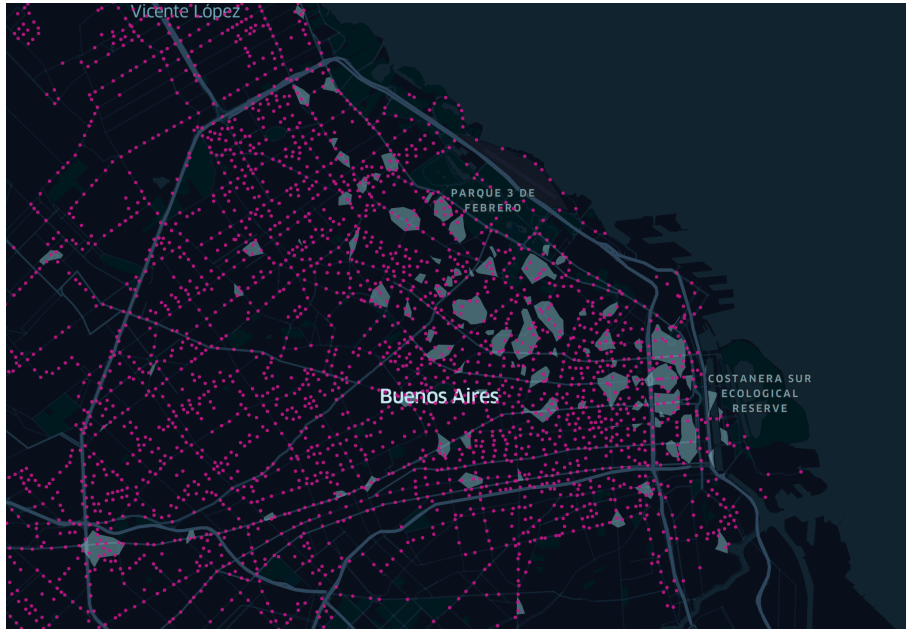 Vicente López
PARQUE 3 DE
FEBRERO
COSTANERA SUR
ECOLOGICAL
RESERVE
Buenos Aires